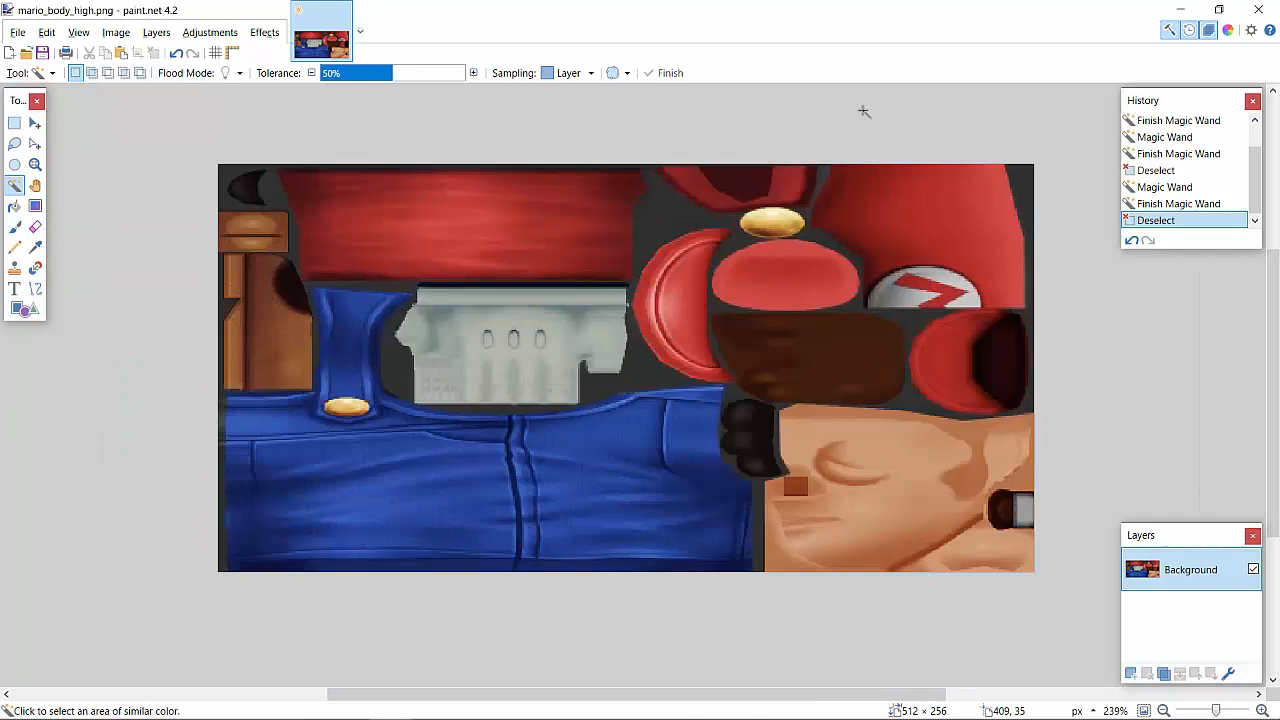 mario_body_high.png - paint.net 4.2
File Edit View Image Layers Adjustments Effects
Tool: Flood Mode: Tolerance: 50% Sampling: Layer Finish
To...
History
Finish Magic Wand
Magic Wand
Finish Magic Wand
Deselect
Magic Wand
Finish Magic Wand
Deselect
Layers
Background
Click to select an area of similar color. 512 × 256 409, 35 px 239%